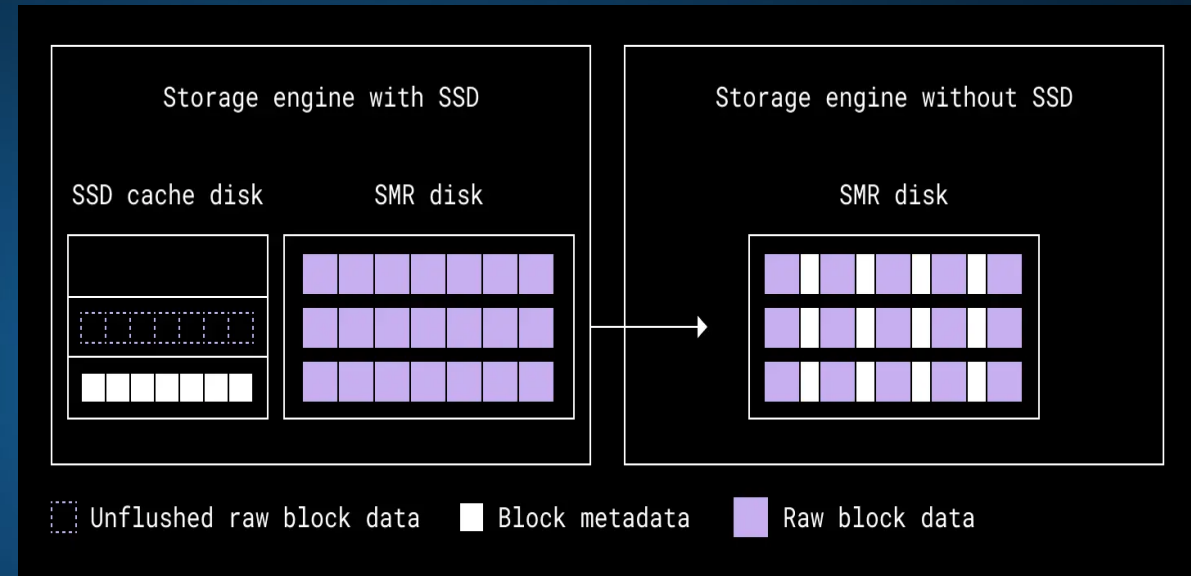 Storage engine with SSD
Storage engine without SSD
SSD cache disk
SMR disk
SMR disk
Unflushed raw block data
Block metadata
Raw block data